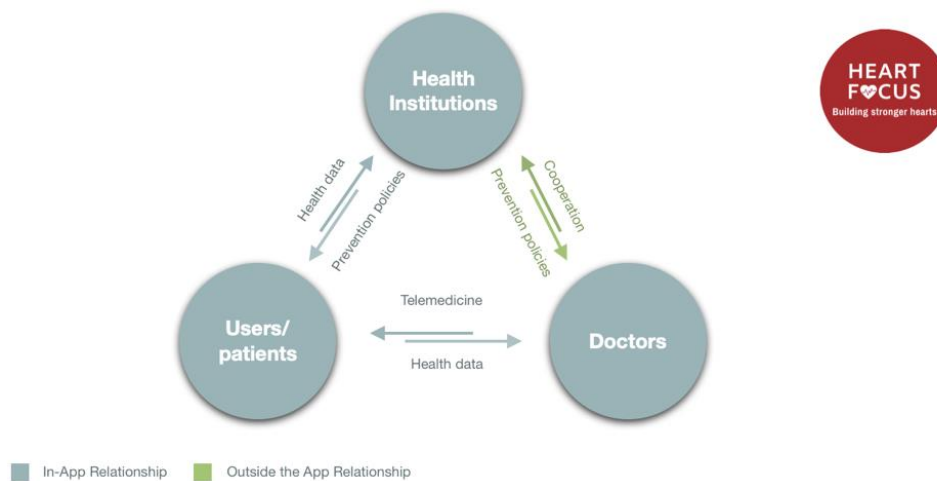 Health
Institutions
HEART
FOCUS
Building stronger hearts
Health data
Prevention policies
Prevention policies
Cooperation
Users/
patients
Telemedicine
Health data
Doctors
In-App Relationship
Outside the App Relationship